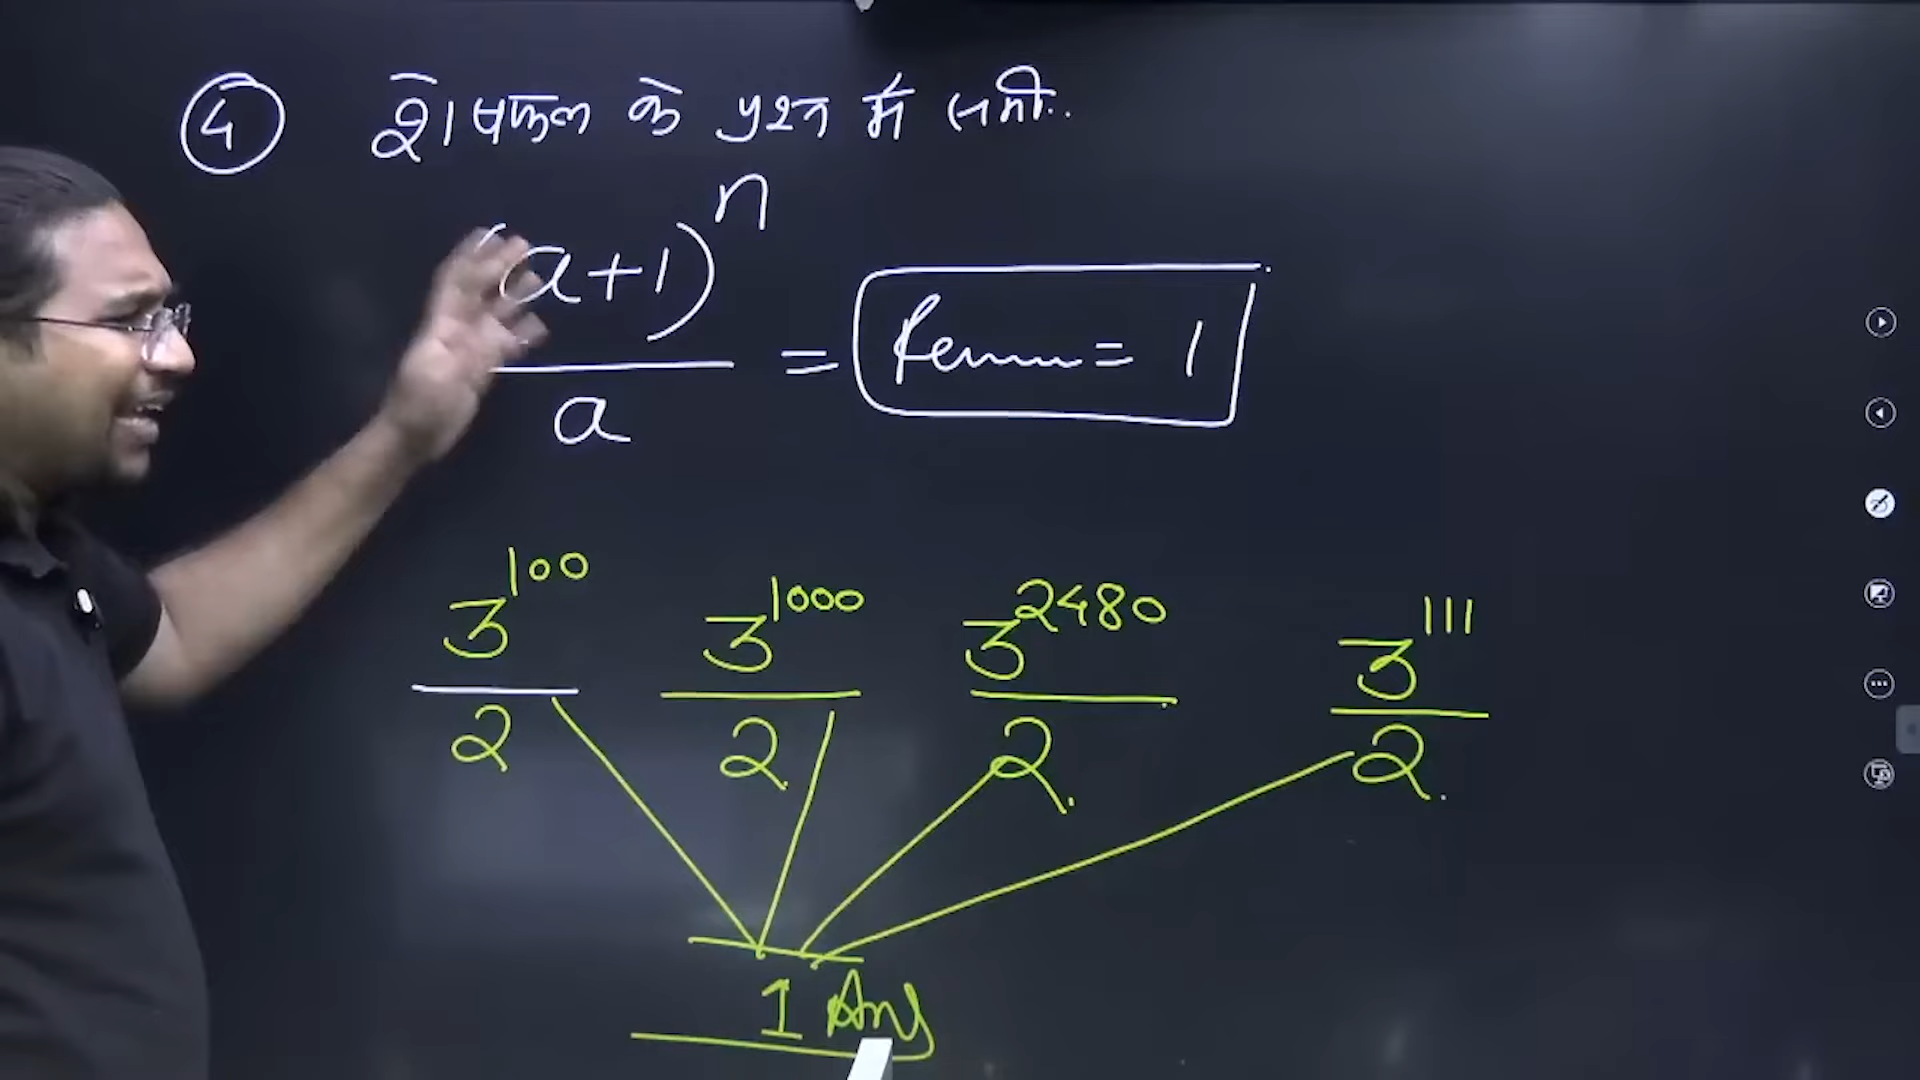 ④ शेषफल के प्रश्न में
(a+1)^n
a
= Rem = 1
3^100 3^1000 3^2480 3^111
2 2 2 2
1 Ans